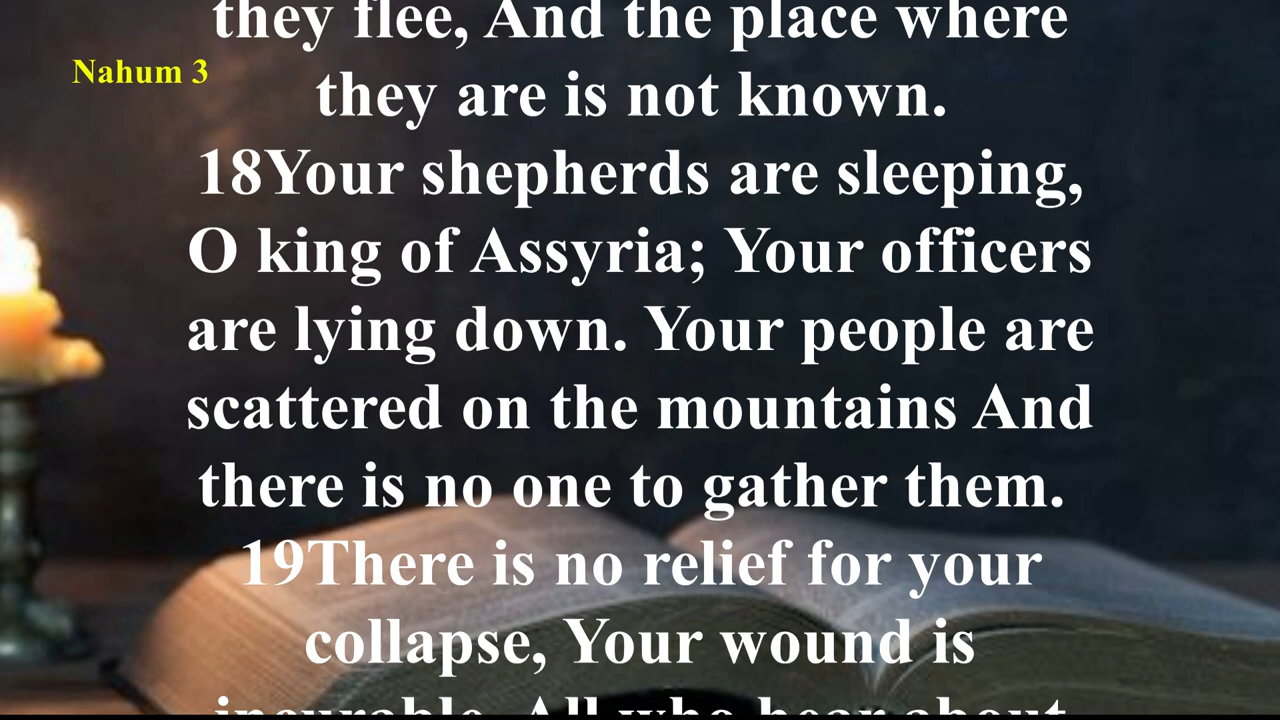 they flee, And the place where
Nahum 3
they are is not known.
18Your shepherds are sleeping,
O king of Assyria; Your officers
are lying down. Your people are
scattered on the mountains And
there is no one to gather them.
19There is no relief for your
collapse, Your wound is
incurable. All who hear about